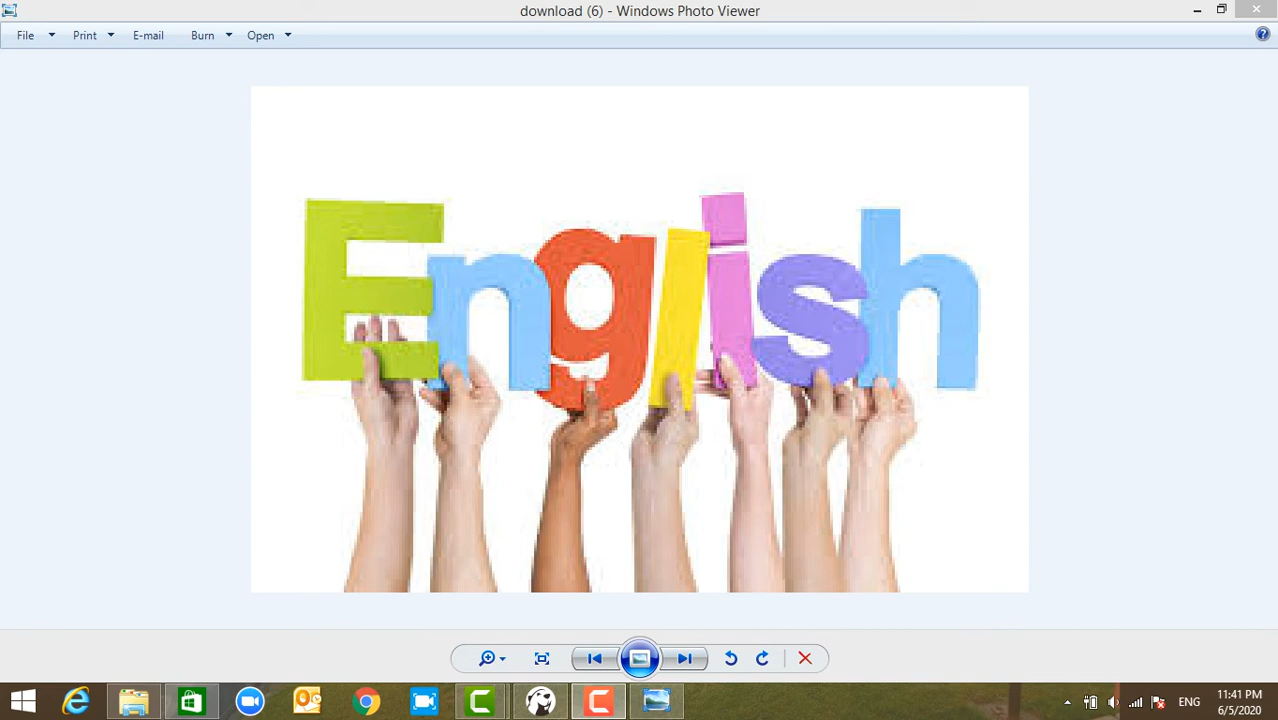 download (6) - Windows Photo Viewer
File Print E-mail Burn Open
English
ENG
11:41 PM
6/5/2020